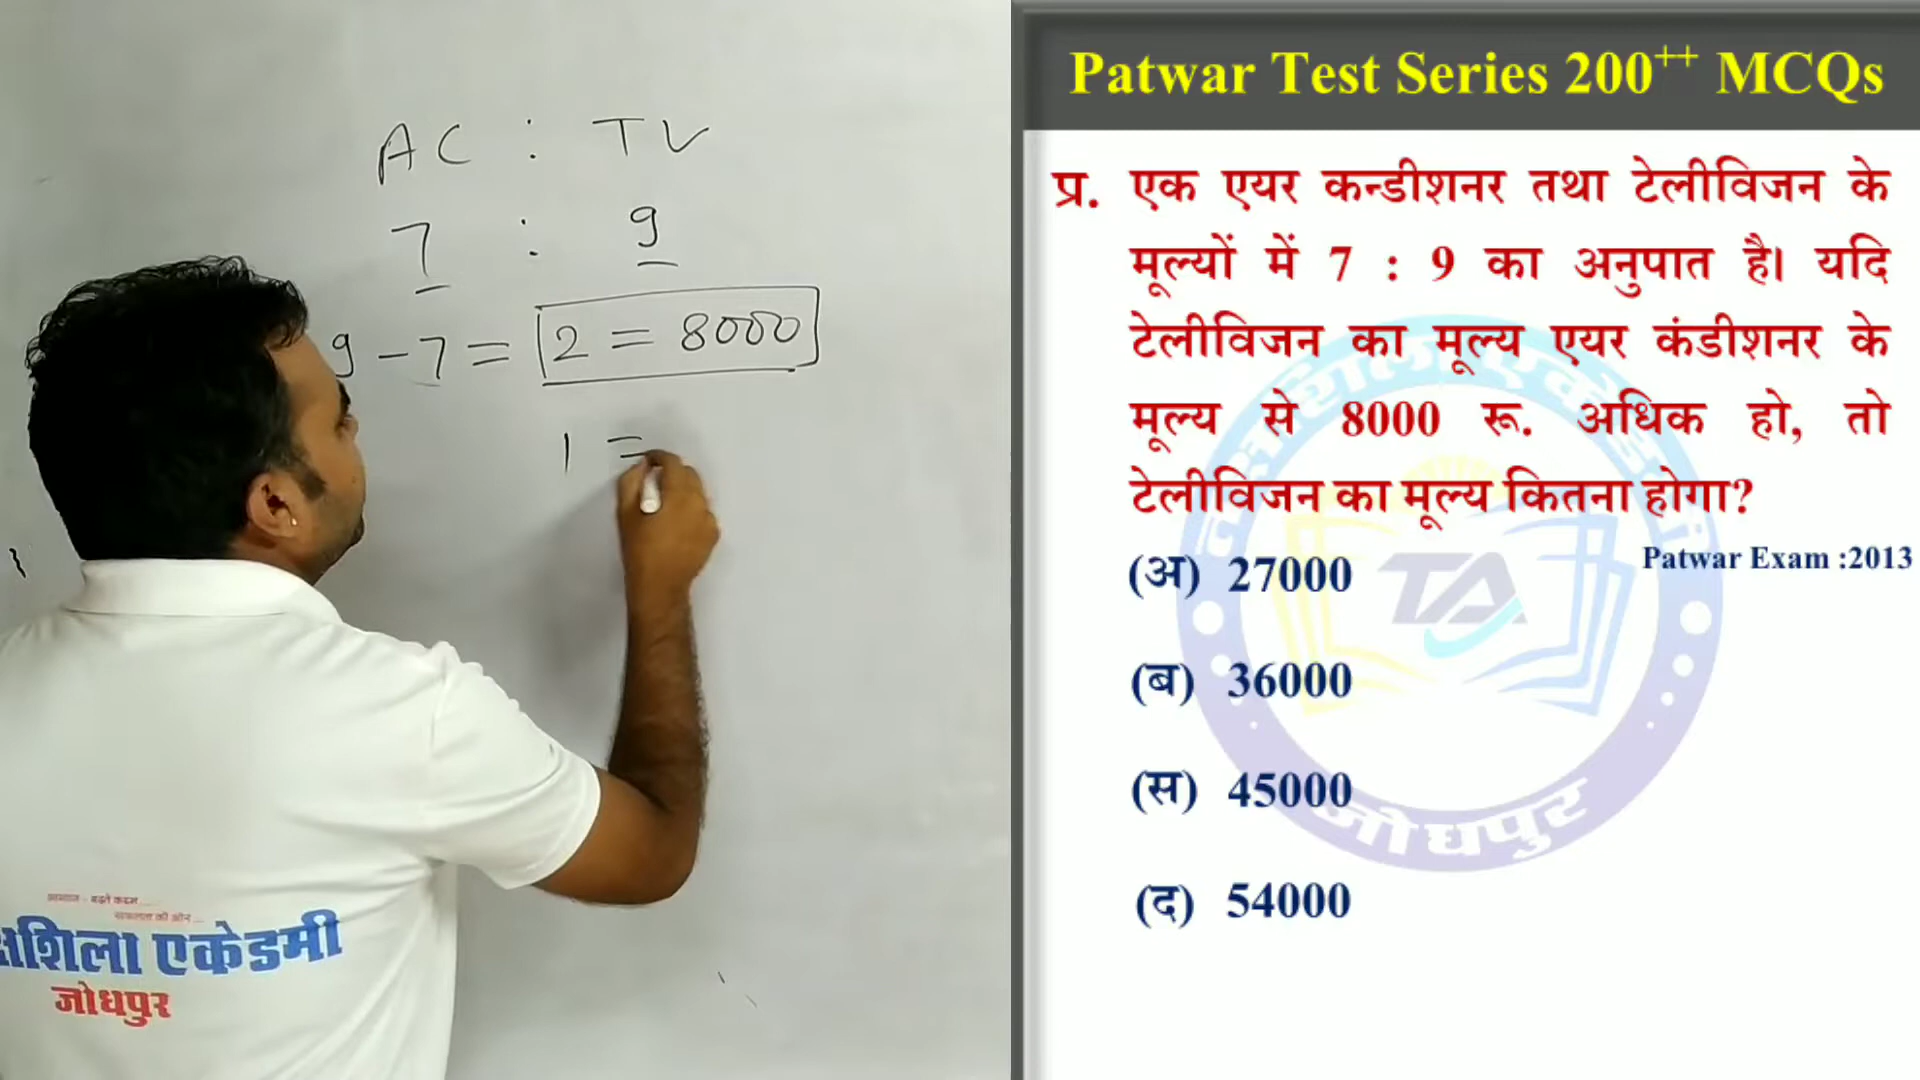 AC : TV
7 : 9
9 - 7 = 2 = 8000
1 =
जोधपुर
Patwar Test Series 200++ MCQs
प्र. एक एयर कन्डीशनर तथा टेलीविजन के
मूल्यों में 7 : 9 का अनुपात है। यदि
टेलीविजन का मूल्य एयर कंडीशनर के
मूल्य से 8000 रू. अधिक हो, तो
टेलीविजन का मूल्य कितना होगा?
Patwar Exam :2013
(अ) 27000
(ब) 36000
(स) 45000
(द) 54000
TA
जोधपुर